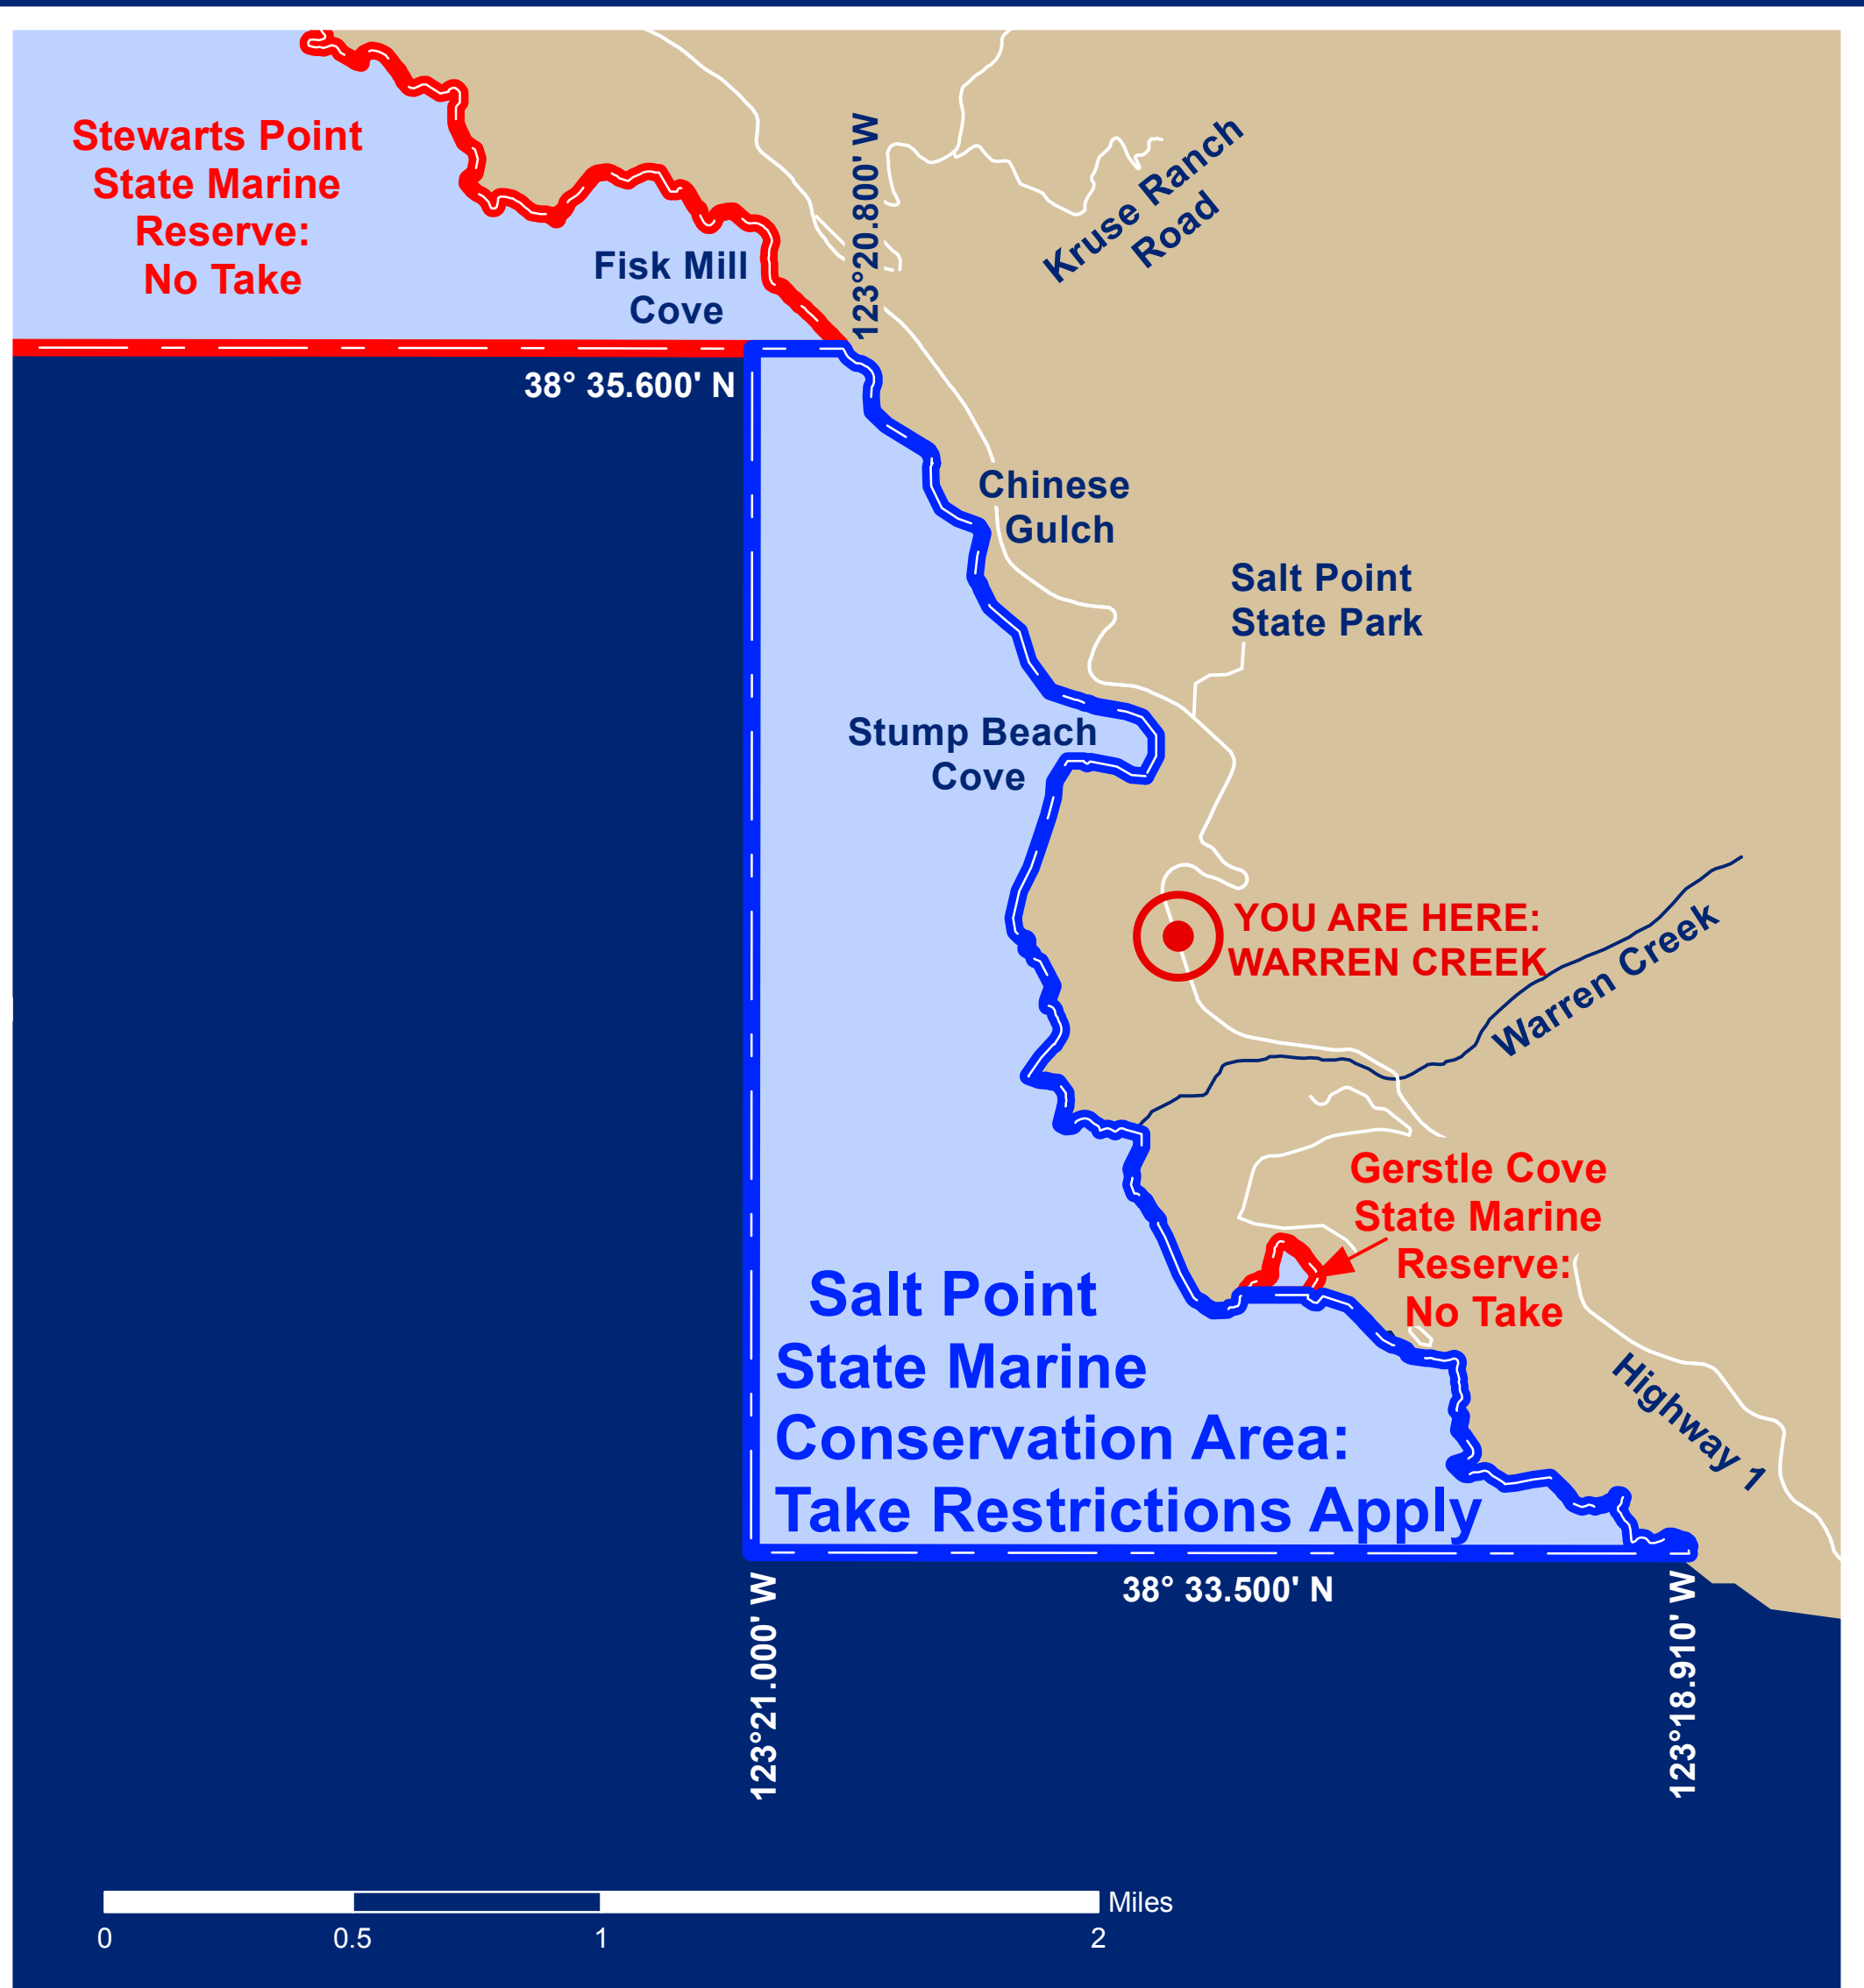 Stewarts Point
State Marine
Reserve:
No Take
Fisk Mill
Cove
123°20.800' W
Kruse Ranch
Road
38° 35.600' N
Chinese
Gulch
Salt Point
State Park
Stump Beach
Cove
YOU ARE HERE:
WARREN CREEK
Warren Creek
Gerstle Cove
State Marine
Reserve:
No Take
Salt Point
State Marine
Conservation Area:
Take Restrictions Apply
Highway 1
38° 33.500' N
123°21.000' W
123°18.910' W
Miles
0
0.5
1
2